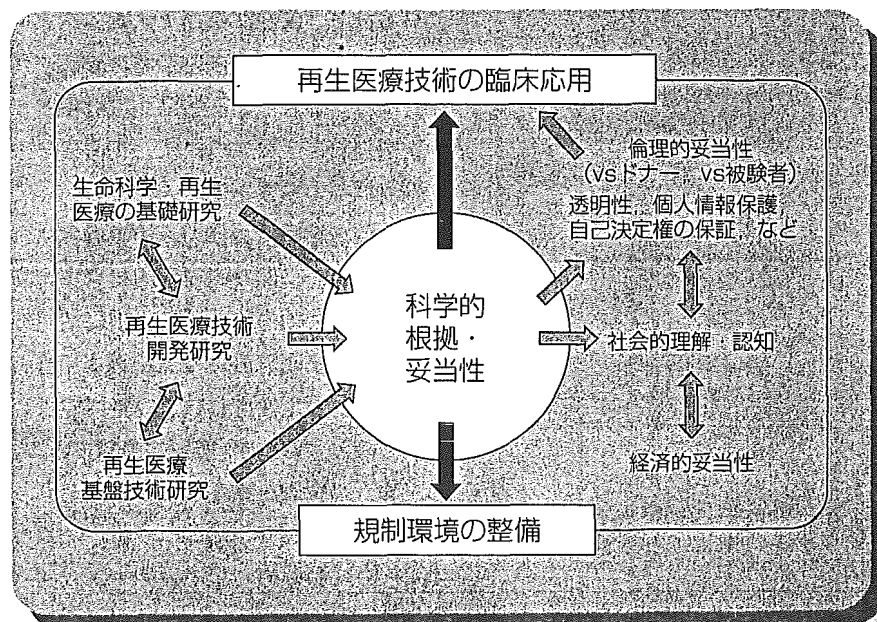 再生医療技術の臨床応用
生命科学・再生
医療の基礎研究
再生医療技術
開発研究
再生医療
基盤技術研究
科学的
根拠・
妥当性
倫理的妥当性
(vsドナー,vs被験者)
透明性,個人情報保護,
自己決定権の保証,など
社会的理解・認知
経済的妥当性
規制環境の整備